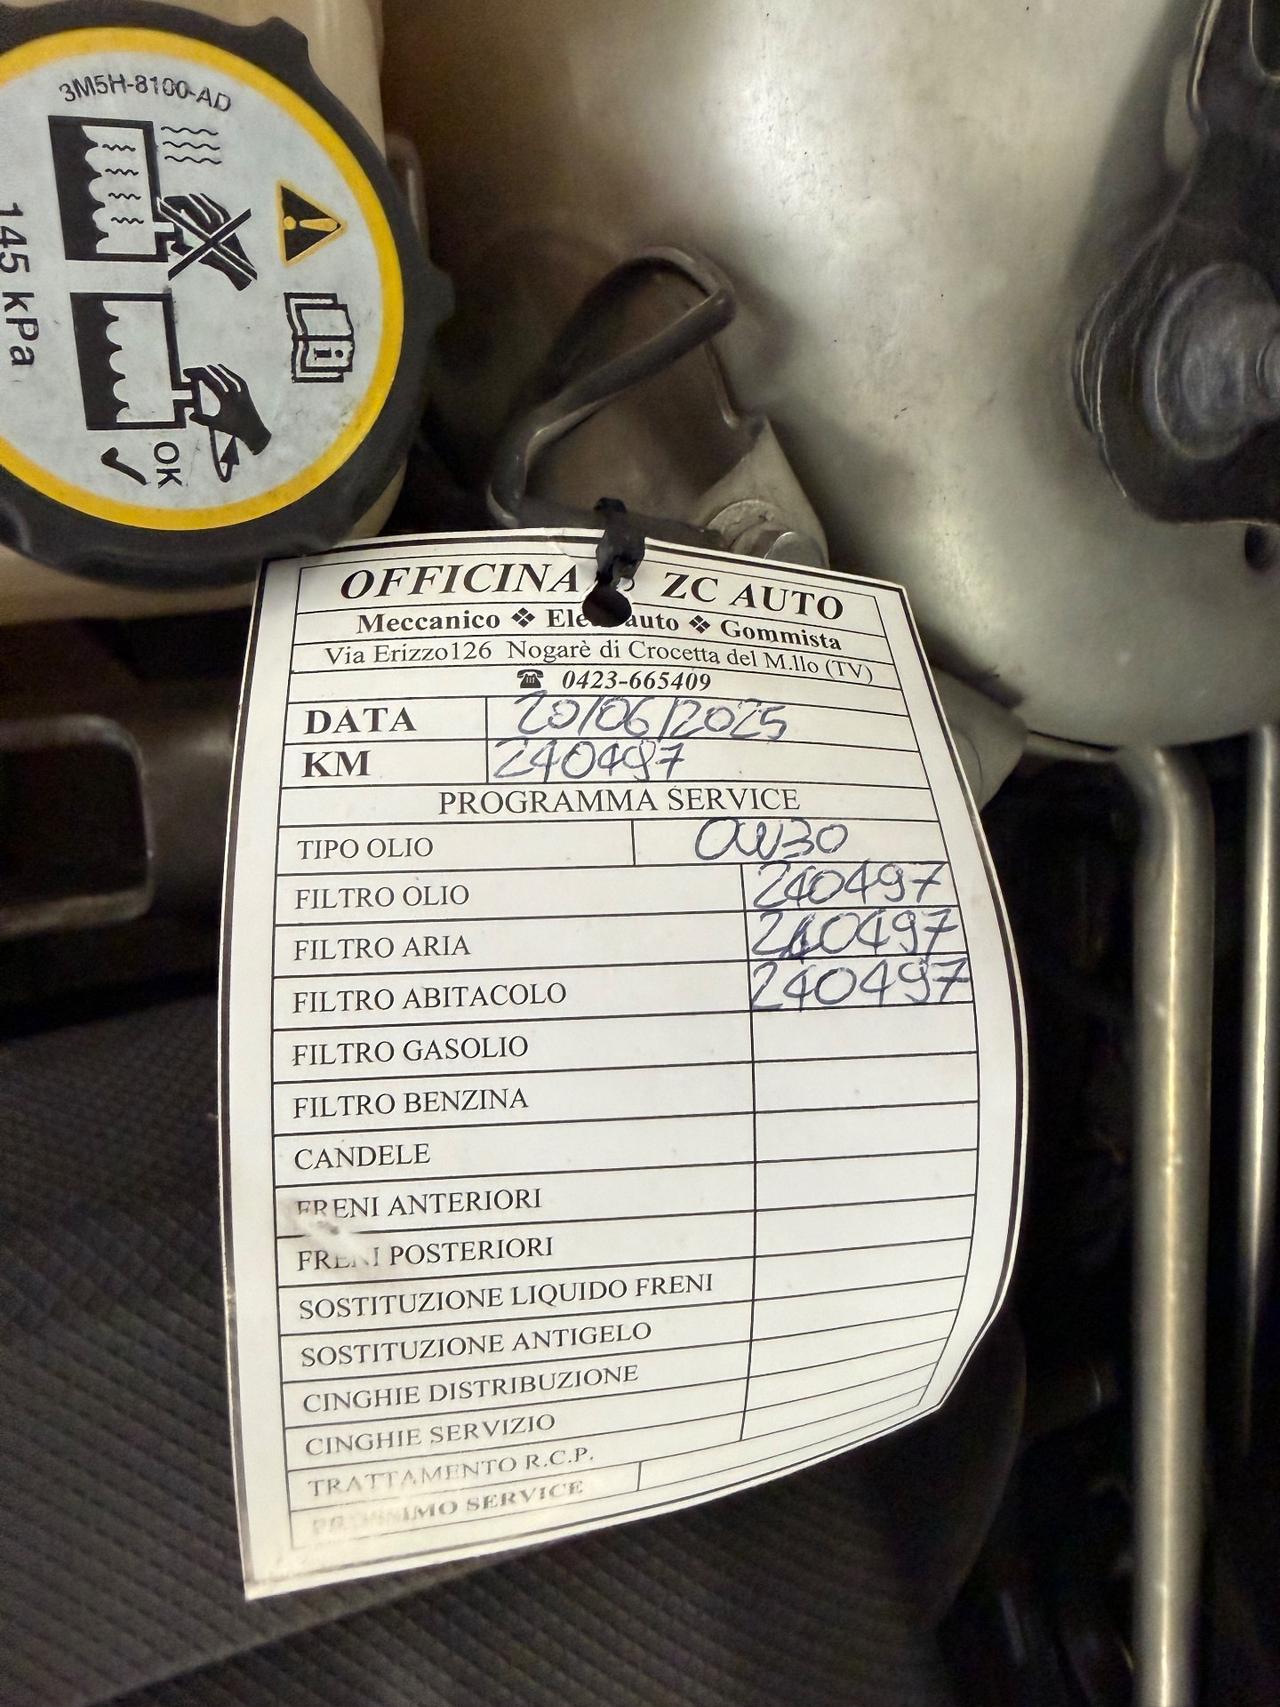 3M5H-8100-AD
145 kPa
OK
OFFICINA ZC AUTO
Meccanico ❖ Elettrauto ❖ Gommista
Via Erizzo126 Nogarè di Crocetta del M.llo (TV)
☎ 0423-665409
DATA 20/06/2025
KM 240497
PROGRAMMA SERVICE
TIPO OLIO 0W30
FILTRO OLIO 240497
FILTRO ARIA 240497
FILTRO ABITACOLO 240497
FILTRO GASOLIO
FILTRO BENZINA
CANDELE
FRENI ANTERIORI
FRENI POSTERIORI
SOSTITUZIONE LIQUIDO FRENI
SOSTITUZIONE ANTIGELO
CINGHIE DISTRIBUZIONE
CINGHIE SERVIZIO
TRATTAMENTO R.C.P.
PROSSIMO SERVICE